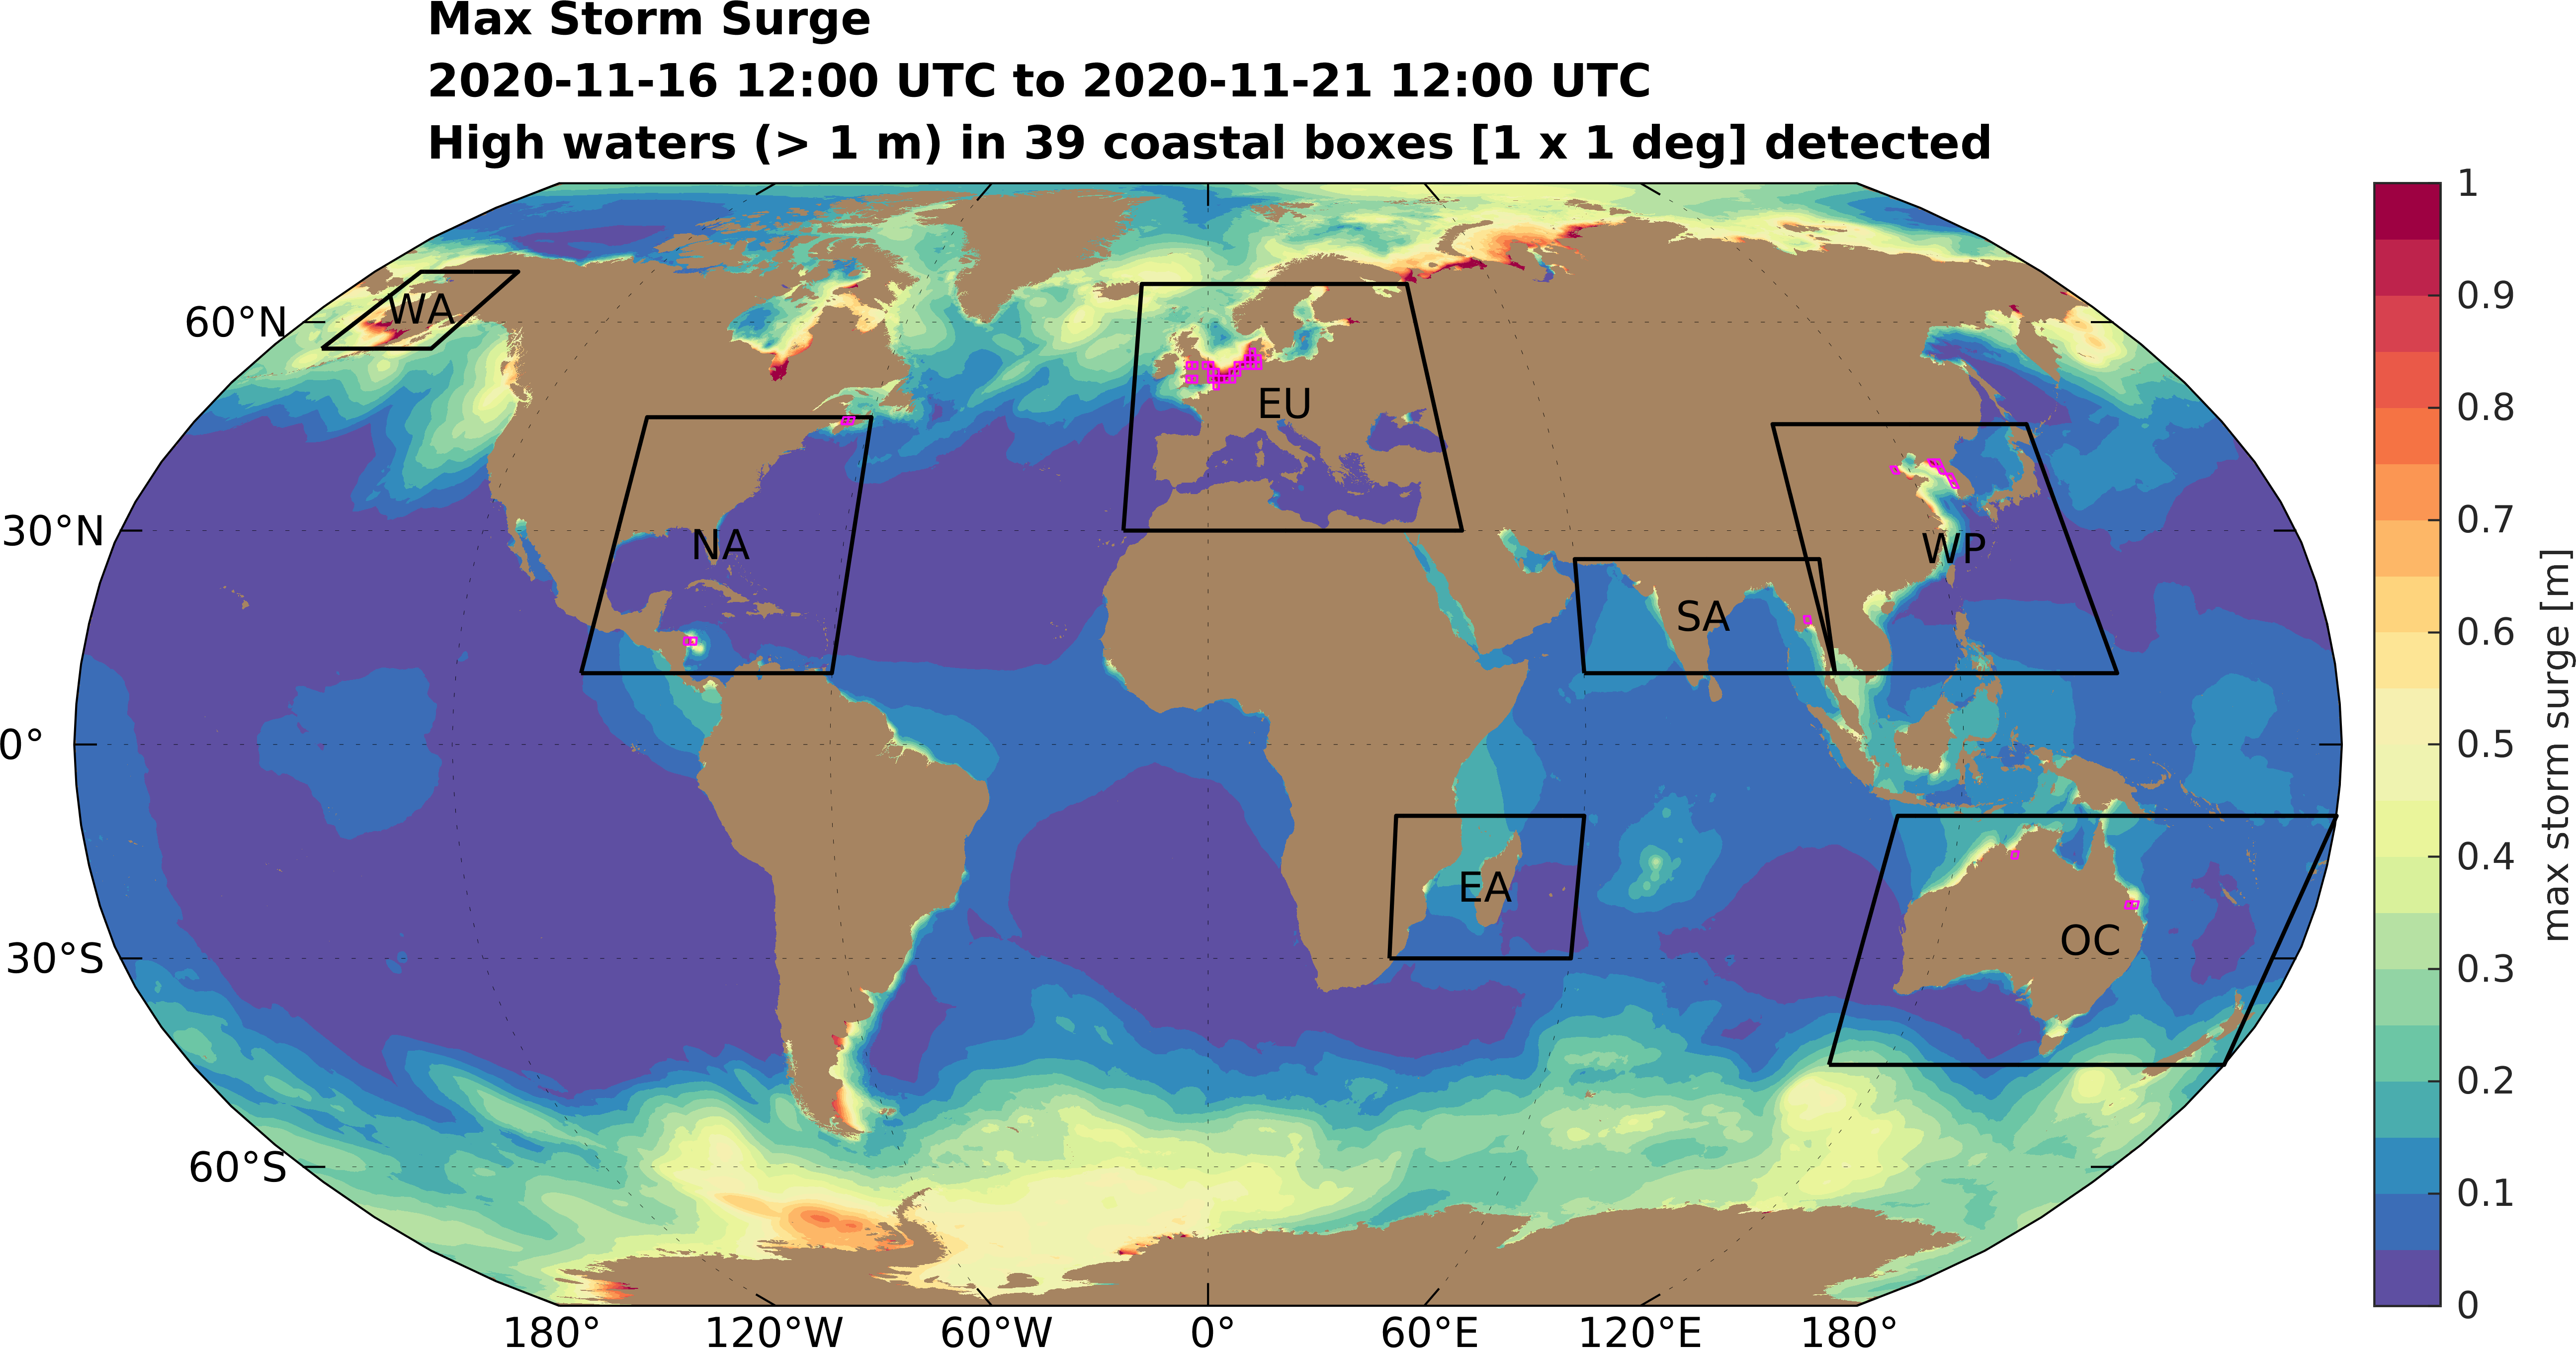 Max Storm Surge
2020-11-16 12:00 UTC to 2020-11-21 12:00 UTC
High waters (> 1 m) in 39 coastal boxes [1 x 1 deg] detected
60°N
30°N
0°
30°S
60°S
WA
NA
EU
SA
WP
EA
OC
180°
120°W
60°W
0°
60°E
120°E
180°
1
0.9
0.8
0.7
0.6
0.5
0.4
0.3
0.2
0.1
0
max storm surge [m]